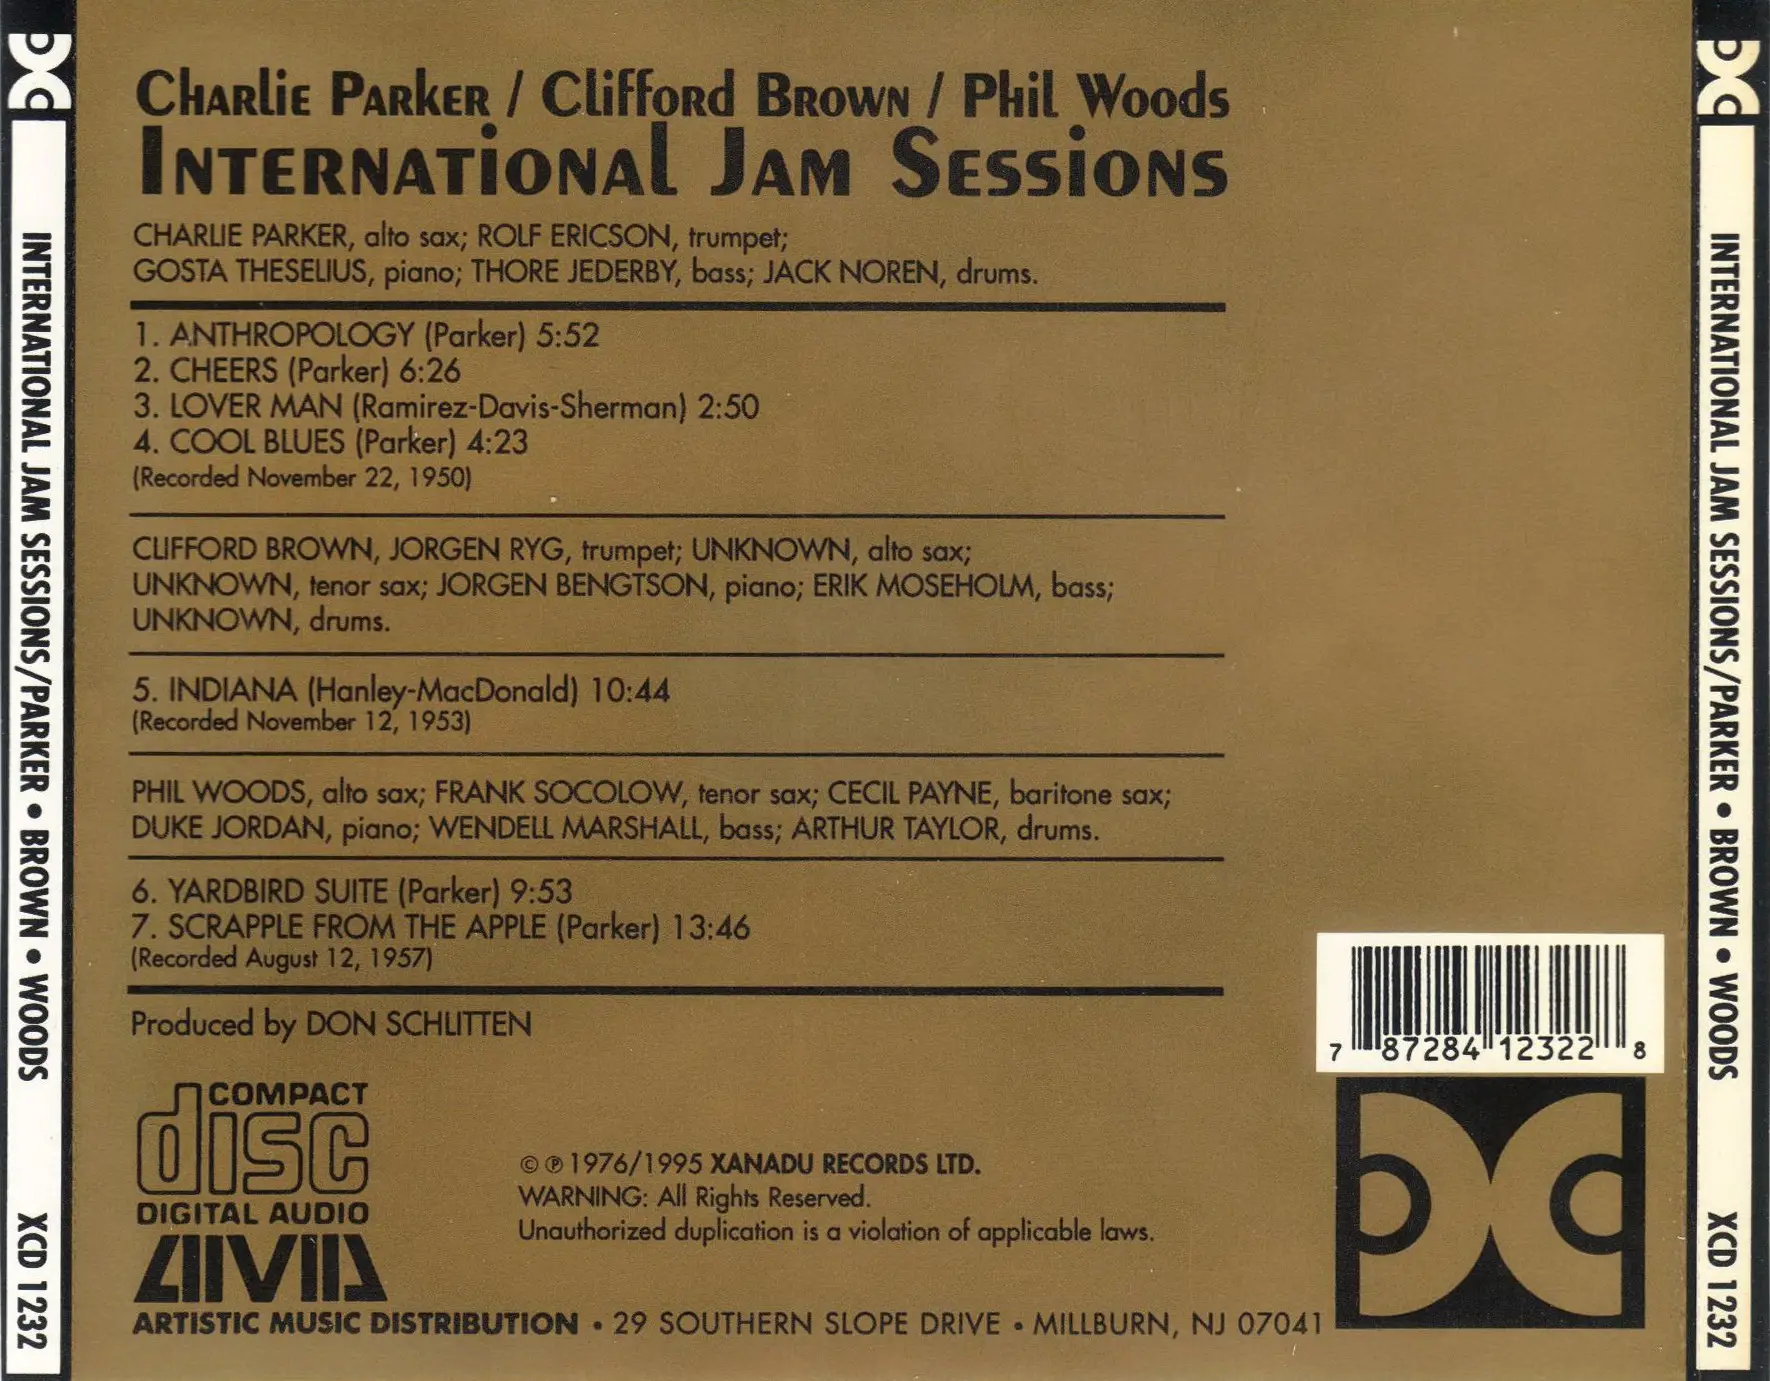 Charlie Parker / Clifford Brown / Phil Woods
International Jam Sessions
CHARLIE PARKER, alto sax; ROLF ERICSON, trumpet;
GOSTA THESELIUS, piano; THORE JEDERBY, bass; JACK NOREN, drums.
1. ANTHROPOLOGY (Parker) 5:52
2. CHEERS (Parker) 6:26
3. LOVER MAN (Ramirez-Davis-Sherman) 2:50
4. COOL BLUES (Parker) 4:23
(Recorded November 22, 1950)
CLIFFORD BROWN, JORGEN RYG, trumpet; UNKNOWN, alto sax;
UNKNOWN, tenor sax; JORGEN BENGTSON, piano; ERIK MOSEHOLM, bass;
UNKNOWN, drums.
5. INDIANA (Hanley-MacDonald) 10:44
(Recorded November 12, 1953)
PHIL WOODS, alto sax; FRANK SOCOLOW, tenor sax; CECIL PAYNE, baritone sax;
DUKE JORDAN, piano; WENDELL MARSHALL, bass; ARTHUR TAYLOR, drums.
6. YARDBIRD SUITE (Parker) 9:53
7. SCRAPPLE FROM THE APPLE (Parker) 13:46
(Recorded August 12, 1957)
Produced by DON SCHLITTEN
COMPACT
disc
DIGITAL AUDIO
© ℗ 1976/1995 XANADU RECORDS LTD.
WARNING: All Rights Reserved.
Unauthorized duplication is a violation of applicable laws.
AMD
ARTISTIC MUSIC DISTRIBUTION • 29 SOUTHERN SLOPE DRIVE • MILLBURN, NJ 07041
7 87284 12322 8
INTERNATIONAL JAM SESSIONS/PARKER • BROWN • WOODS XCD 1232
INTERNATIONAL JAM SESSIONS/PARKER • BROWN • WOODS XCD 1232